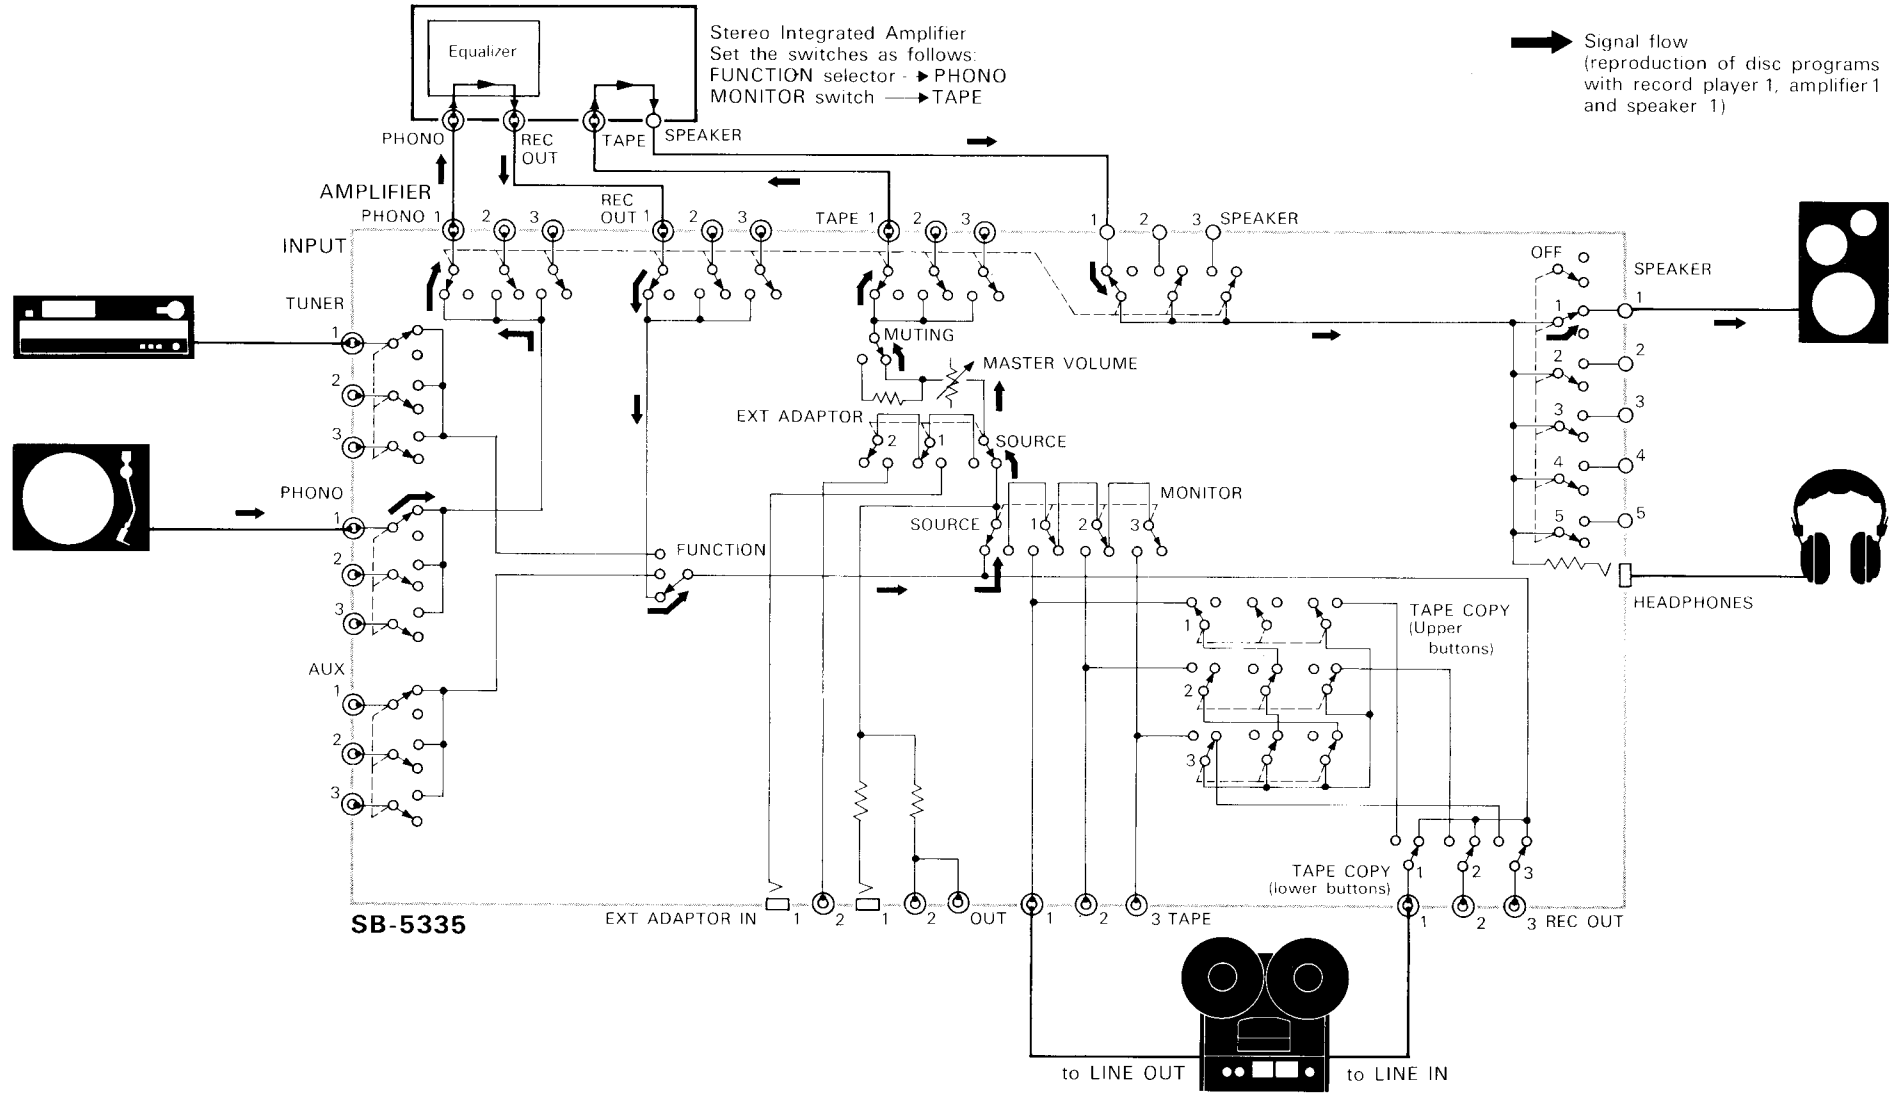 Stereo Integrated Amplifier
Set the switches as follows:
FUNCTION selector → PHONO
MONITOR switch → TAPE
Equalizer
Signal flow
(reproduction of disc programs
with record player 1, amplifier 1
and speaker 1)
PHONO
REC
OUT
TAPE
SPEAKER
AMPLIFIER
PHONO 1 2 3
REC
OUT 1 2 3
TAPE 1 2 3
1 2 3 SPEAKER
INPUT
OFF
SPEAKER
TUNER
1
2
3
MUTING
MASTER VOLUME
EXT ADAPTOR
2 1 SOURCE
1 1
2 2
3 3
4 4
5 5
PHONO
1
2
3
MONITOR
SOURCE 1 2 3
FUNCTION
HEADPHONES
TAPE COPY
(Upper
buttons)
1
2
3
AUX
1
2
3
TAPE COPY
(lower buttons)
1 2 3
EXT ADAPTOR IN 1 2 1 2 OUT
1 2 3 TAPE
1 2 3 REC OUT
SB-5335
to LINE OUT
to LINE IN